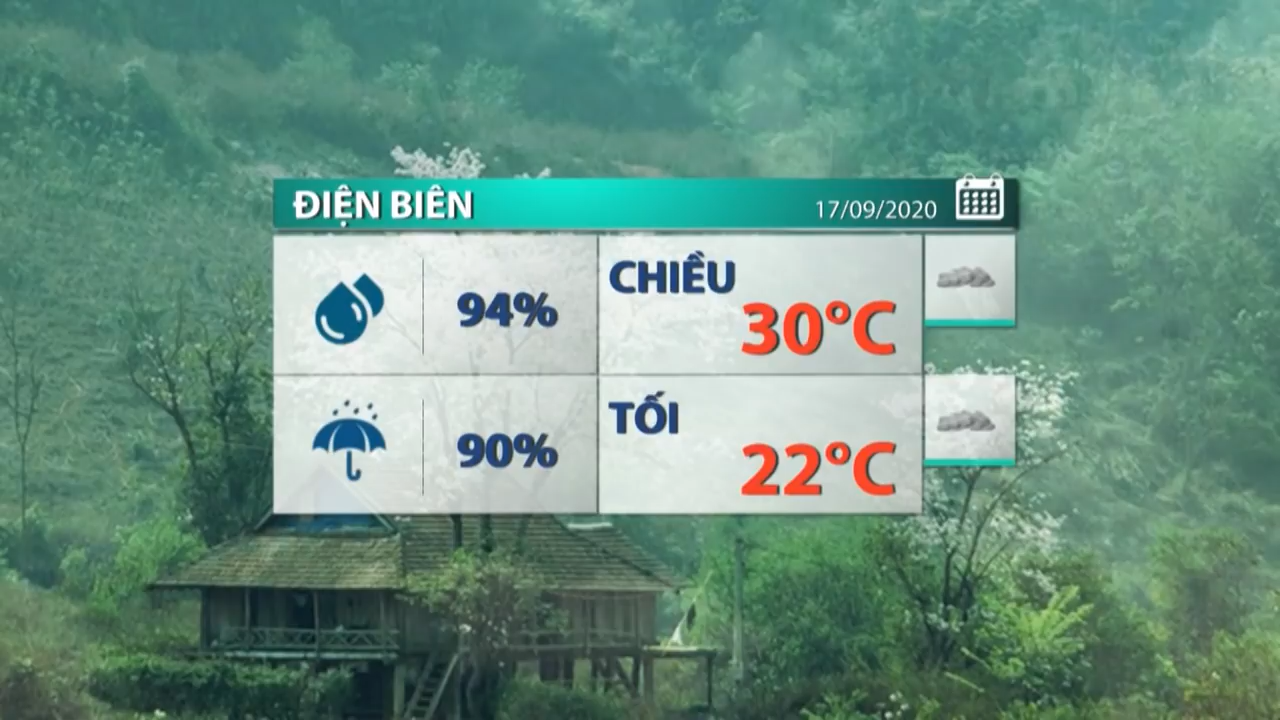 ĐIỆN BIÊN
17/09/2020
94%
CHIỀU
30°C
90%
TỐI
22°C